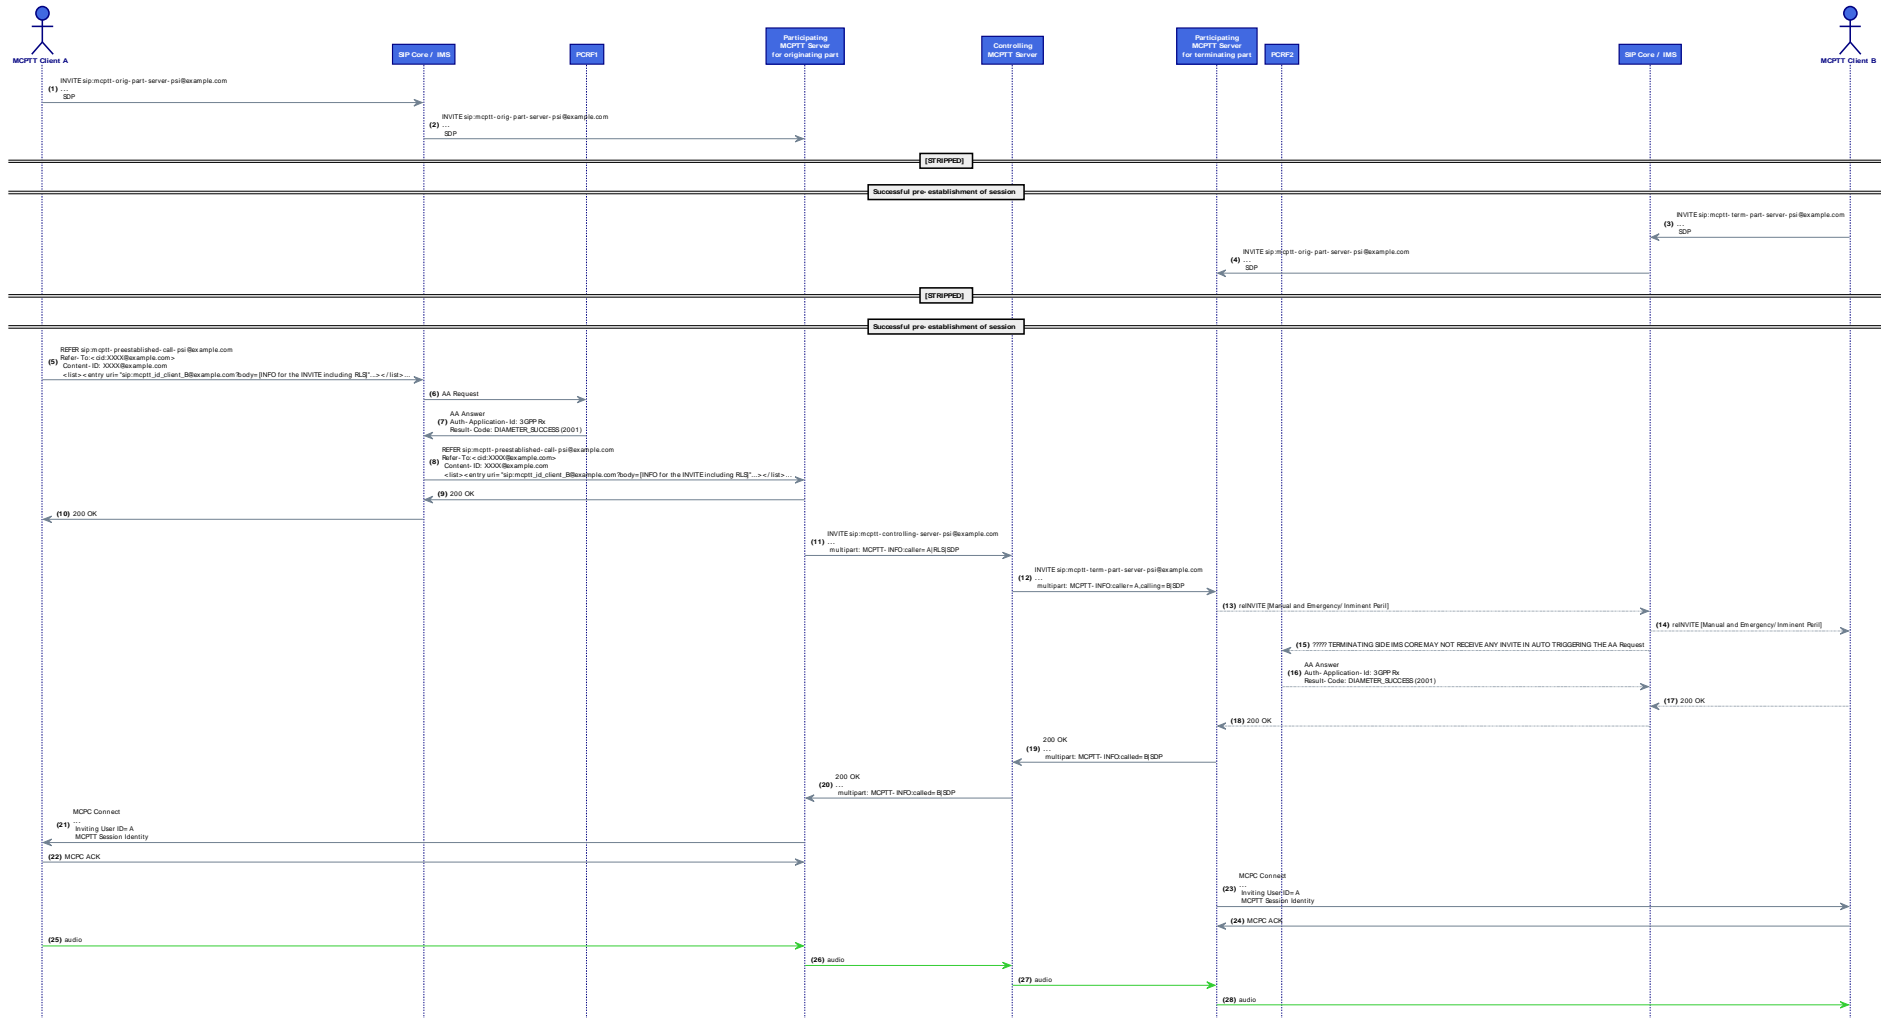 MCPTT Client A
SIP Core / IMS
PCRF1
Participating
MCPTT Server
for originating part
Controlling
MCPTT Server
Participating
MCPTT Server
for terminating part
PCRF2
SIP Core / IMS
MCPTT Client B
INVITE sip:mcptt-orig-part-server-psi@example.com
(1) ...
SDP
INVITE sip:mcptt-orig-part-server-psi@example.com
(2) ...
SDP
[STRIPPED]
Successful pre-establishment of session
INVITE sip:mcptt-term-part-server-psi@example.com
(3) ...
SDP
INVITE sip:mcptt-orig-part-server-psi@example.com
(4) ...
SDP
[STRIPPED]
Successful pre-establishment of session
REFER sip:mcptt-preestablished-call-psi@example.com
Refer-To:<cid:XXXX@example.com>
(5) Content-ID: XXXX@example.com
<list><entry uri="sip:mcptt_id_client_B@example.com?body=[INFO for the INVITE including RLS]"...></list>...
(6) AA Request
AA Answer
(7) Auth-Application-Id: 3GPP Rx
Result-Code: DIAMETER_SUCCESS (2001)
REFER sip:mcptt-preestablished-call-psi@example.com
Refer-To:<cid:XXXX@example.com>
(8) Content-ID: XXXX@example.com
<list><entry uri="sip:mcptt_id_client_B@example.com?body=[INFO for the INVITE including RLS]"...></list>...
(9) 200 OK
(10) 200 OK
INVITE sip:mcptt-controlling-server-psi@example.com
(11) ...
multipart: MCPTT-INFO:caller=A|RLS|SDP
INVITE sip:mcptt-term-part-server-psi@example.com
(12) ...
multipart: MCPTT-INFO:caller=A,calling=B|SDP
(13) reINVITE [Manual and Emergency/Inminent Peril]
(14) reINVITE [Manual and Emergency/Inminent Peril]
(15) ????? TERMINATING SIDE IMS CORE MAY NOT RECEIVE ANY INVITE IN AUTO TRIGGERING THE AA Request
AA Answer
(16) Auth-Application-Id: 3GPP Rx
Result-Code: DIAMETER_SUCCESS (2001)
(17) 200 OK
(18) 200 OK
200 OK
(19) ...
multipart: MCPTT-INFO:called=B|SDP
200 OK
(20) ...
multipart: MCPTT-INFO:called=B|SDP
MCPC Connect
(21) ...
Inviting User ID=A
MCPTT Session Identity
(22) MCPC ACK
MCPC Connect
(23) ...
Inviting User ID=A
MCPTT Session Identity
(24) MCPC ACK
(25) audio
(26) audio
(27) audio
(28) audio